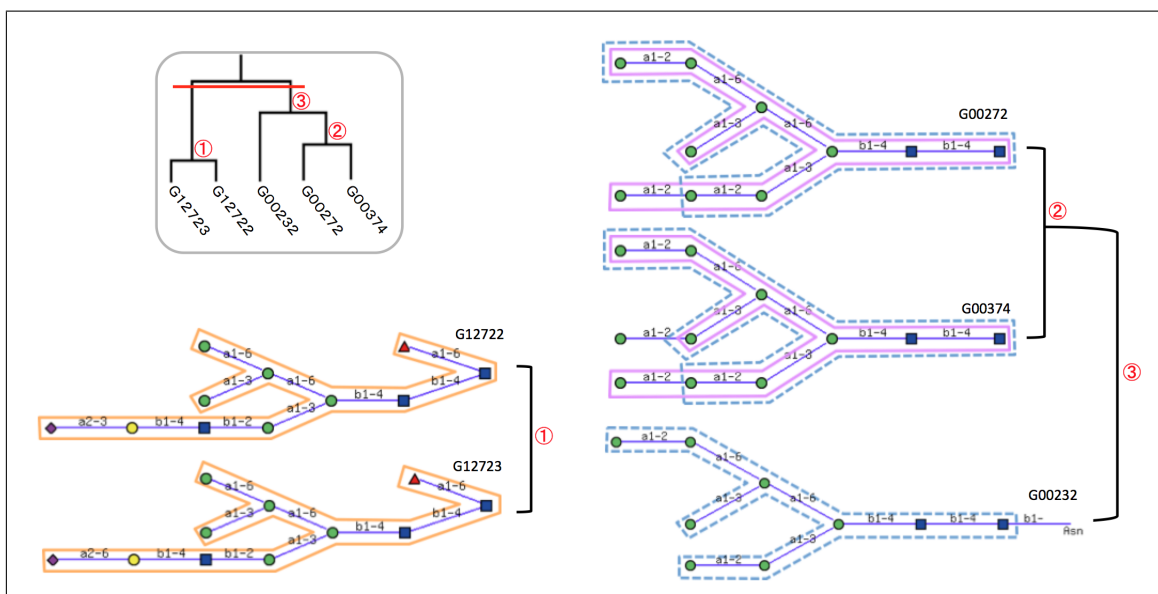 ③
②
①
G12723 G12722 G00232 G00272 G00374
a1-2
a1-6
G00272
a1-3 a1-6
b1-4 b1-4
a1-3
a1-2 a1-2
②
a1-2
a1-6
G00374
a1-3 a1-6
a1-2 b1-4 b1-4
a1-3
a1-2 a1-2
③
G12722
a1-6 a1-6
a1-3 a1-6 b1-4
b1-4
a1-3
a2-3 b1-4 b1-2
①
G12723
a1-6 a1-6
a1-3 a1-6 b1-4
b1-4
a1-3
a2-6 b1-4 b1-2
a1-2
a1-6
G00232
a1-3 a1-6
b1-4 b1-4 b1-
Asn
a1-3
a1-2